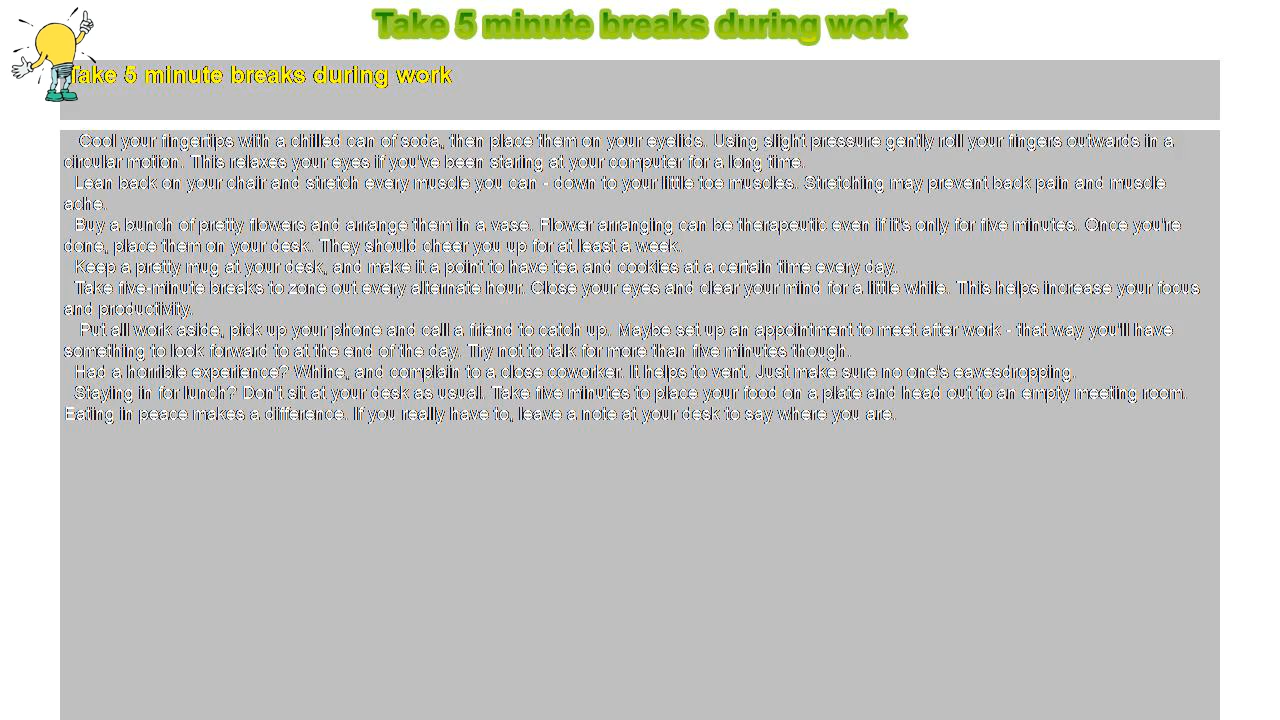 Take 5 minute breaks during work
Take 5 minute breaks during work
Cool your fingertips with a chilled can of soda, then place them on your eyelids. Using slight pressure gently roll your fingers outwards in a
circular motion. This relaxes your eyes if you've been staring at your computer for a long time.
Lean back on your chair and stretch every muscle you can - down to your little toe muscles. Stretching may prevent back pain and muscle
ache.
Buy a bunch of pretty flowers and arrange them in a vase. Flower arranging can be therapeutic even if it's only for five minutes. Once you're
done, place them on your desk. They should cheer you up for at least a week.
Keep a pretty mug at your desk, and make it a point to have tea and cookies at a certain time every day.
Take five-minute breaks to zone out every alternate hour. Close your eyes and clear your mind for a little while. This helps increase your focus
and productivity.
Put all work aside, pick up your phone and call a friend to catch up. Maybe set up an appointment to meet after work - that way you'll have
something to look forward to at the end of the day. Try not to talk for more than five minutes though.
Had a horrible experience? Whine, and complain to a close coworker. It helps to vent. Just make sure no one's eavesdropping.
Staying in for lunch? Don't sit at your desk as usual. Take five minutes to place your food on a plate and head out to an empty meeting room.
Eating in peace makes a difference. If you really have to, leave a note at your desk to say where you are.